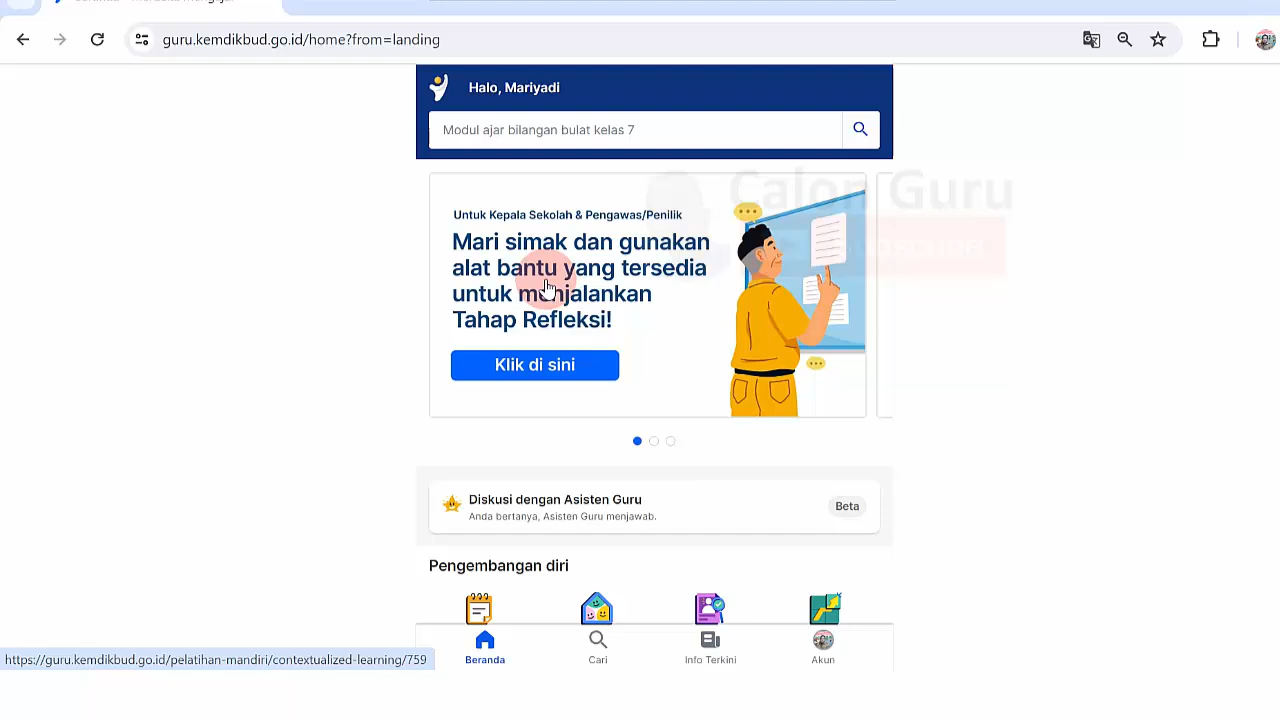 guru.kemdikbud.go.id/home?from=landing
Halo, Mariyadi
Modul ajar bilangan bulat kelas 7
Calon Guru
SUBSCRIBE
Untuk Kepala Sekolah & Pengawas/Penilik
Mari simak dan gunakan
alat bantu yang tersedia
untuk menjalankan
Tahap Refleksi!
Klik di sini
Diskusi dengan Asisten Guru
Anda bertanya, Asisten Guru menjawab.
Beta
Pengembangan diri
Beranda
Cari
Info Terkini
Akun
https://guru.kemdikbud.go.id/pelatihan-mandiri/contextualized-learning/759